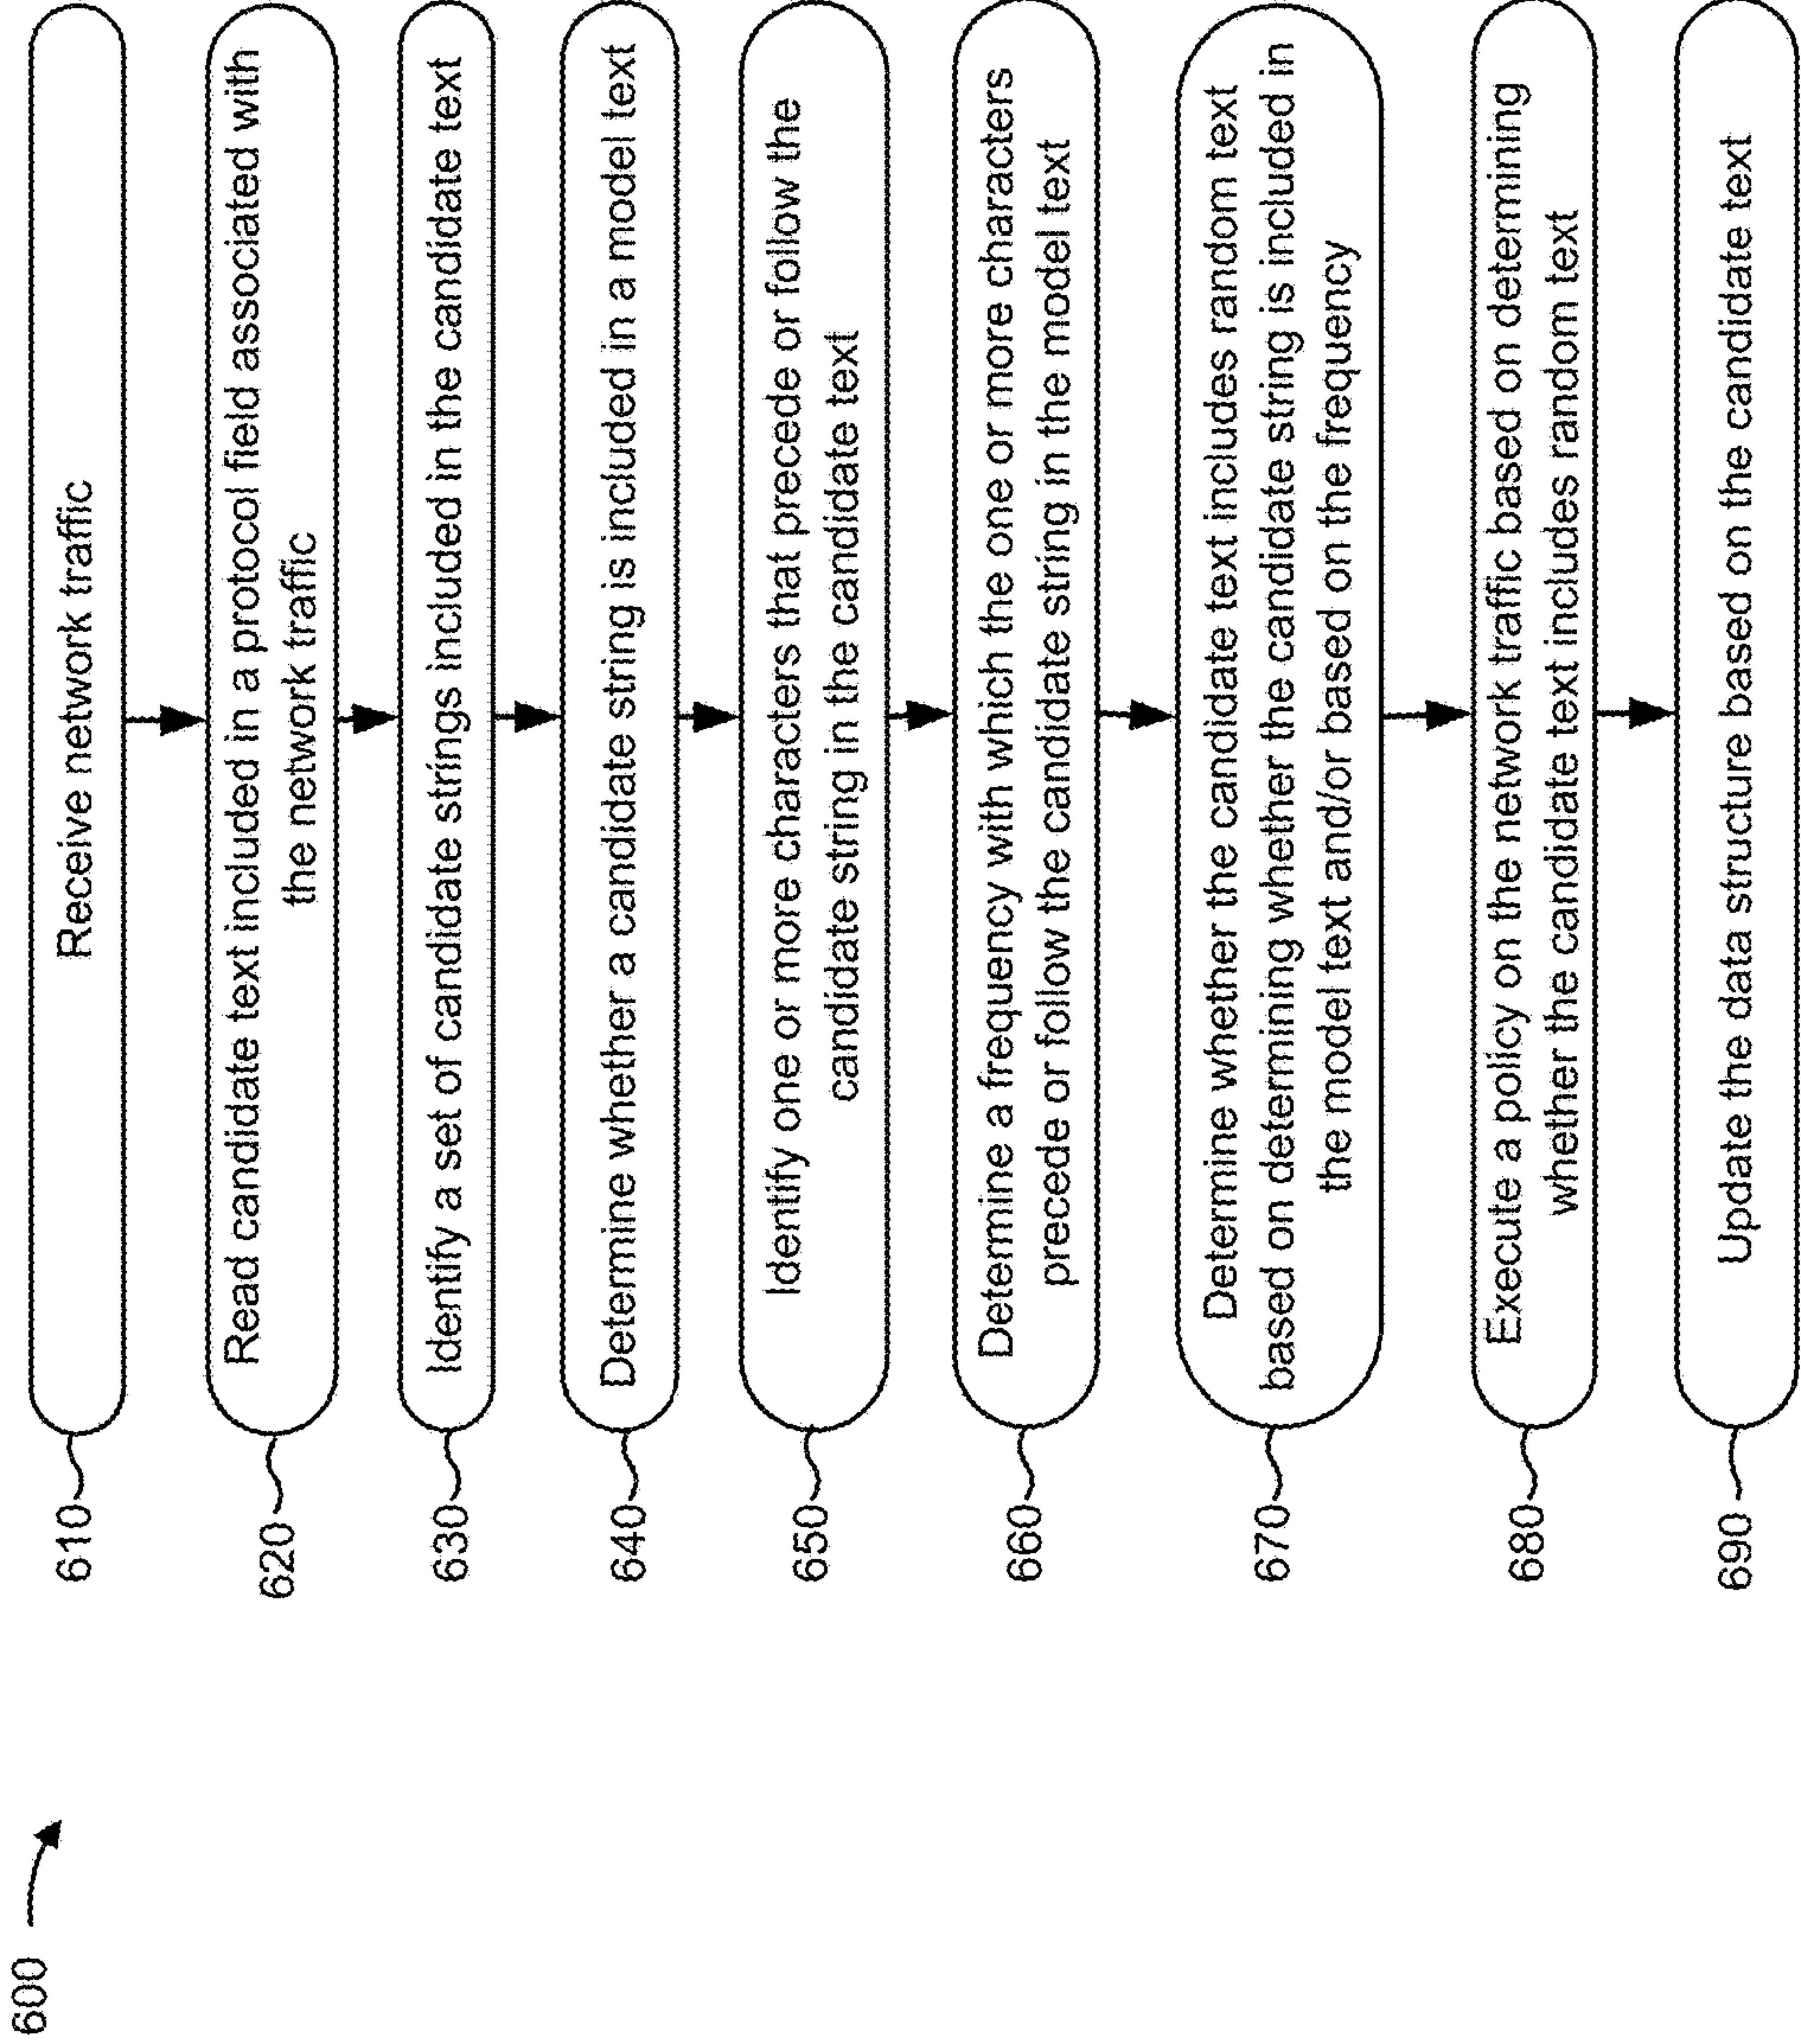 600
610
Receive network traffic
620
Read candidate text included in a protocol field associated with
the network traffic
630
Identify a set of candidate strings included in the candidate text
640
Determine whether a candidate string is included in a model text
650
Identify one or more characters that precede or follow the
candidate string in the candidate text
660
Determine a frequency with which the one or more characters
precede or follow the candidate string in the model text
670
Determine whether the candidate text includes random text
based on determining whether the candidate string is included in
the model text and/or based on the frequency
680
Execute a policy on the network traffic based on determining
whether the candidate text includes random text
690
Update the data structure based on the candidate text